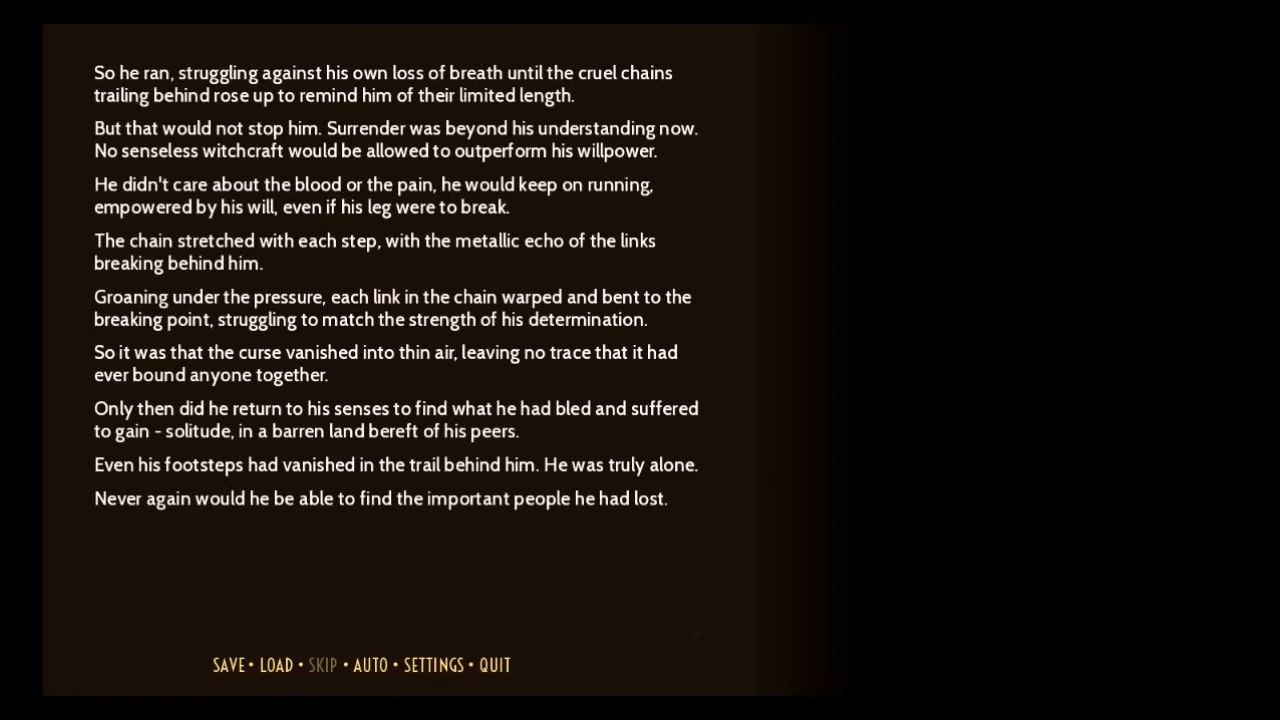 So he ran, struggling against his own loss of breath until the cruel chains
trailing behind rose up to remind him of their limited length.
But that would not stop him. Surrender was beyond his understanding now.
No senseless witchcraft would be allowed to outperform his willpower.
He didn't care about the blood or the pain, he would keep on running,
empowered by his will, even if his leg were to break.
The chain stretched with each step, with the metallic echo of the links
breaking behind him.
Groaning under the pressure, each link in the chain warped and bent to the
breaking point, struggling to match the strength of his determination.
So it was that the curse vanished into thin air, leaving no trace that it had
ever bound anyone together.
Only then did he return to his senses to find what he had bled and suffered
to gain - solitude, in a barren land bereft of his peers.
Even his footsteps had vanished in the trail behind him. He was truly alone.
Never again would he be able to find the important people he had lost.
SAVE • LOAD • SKIP • AUTO • SETTINGS • QUIT